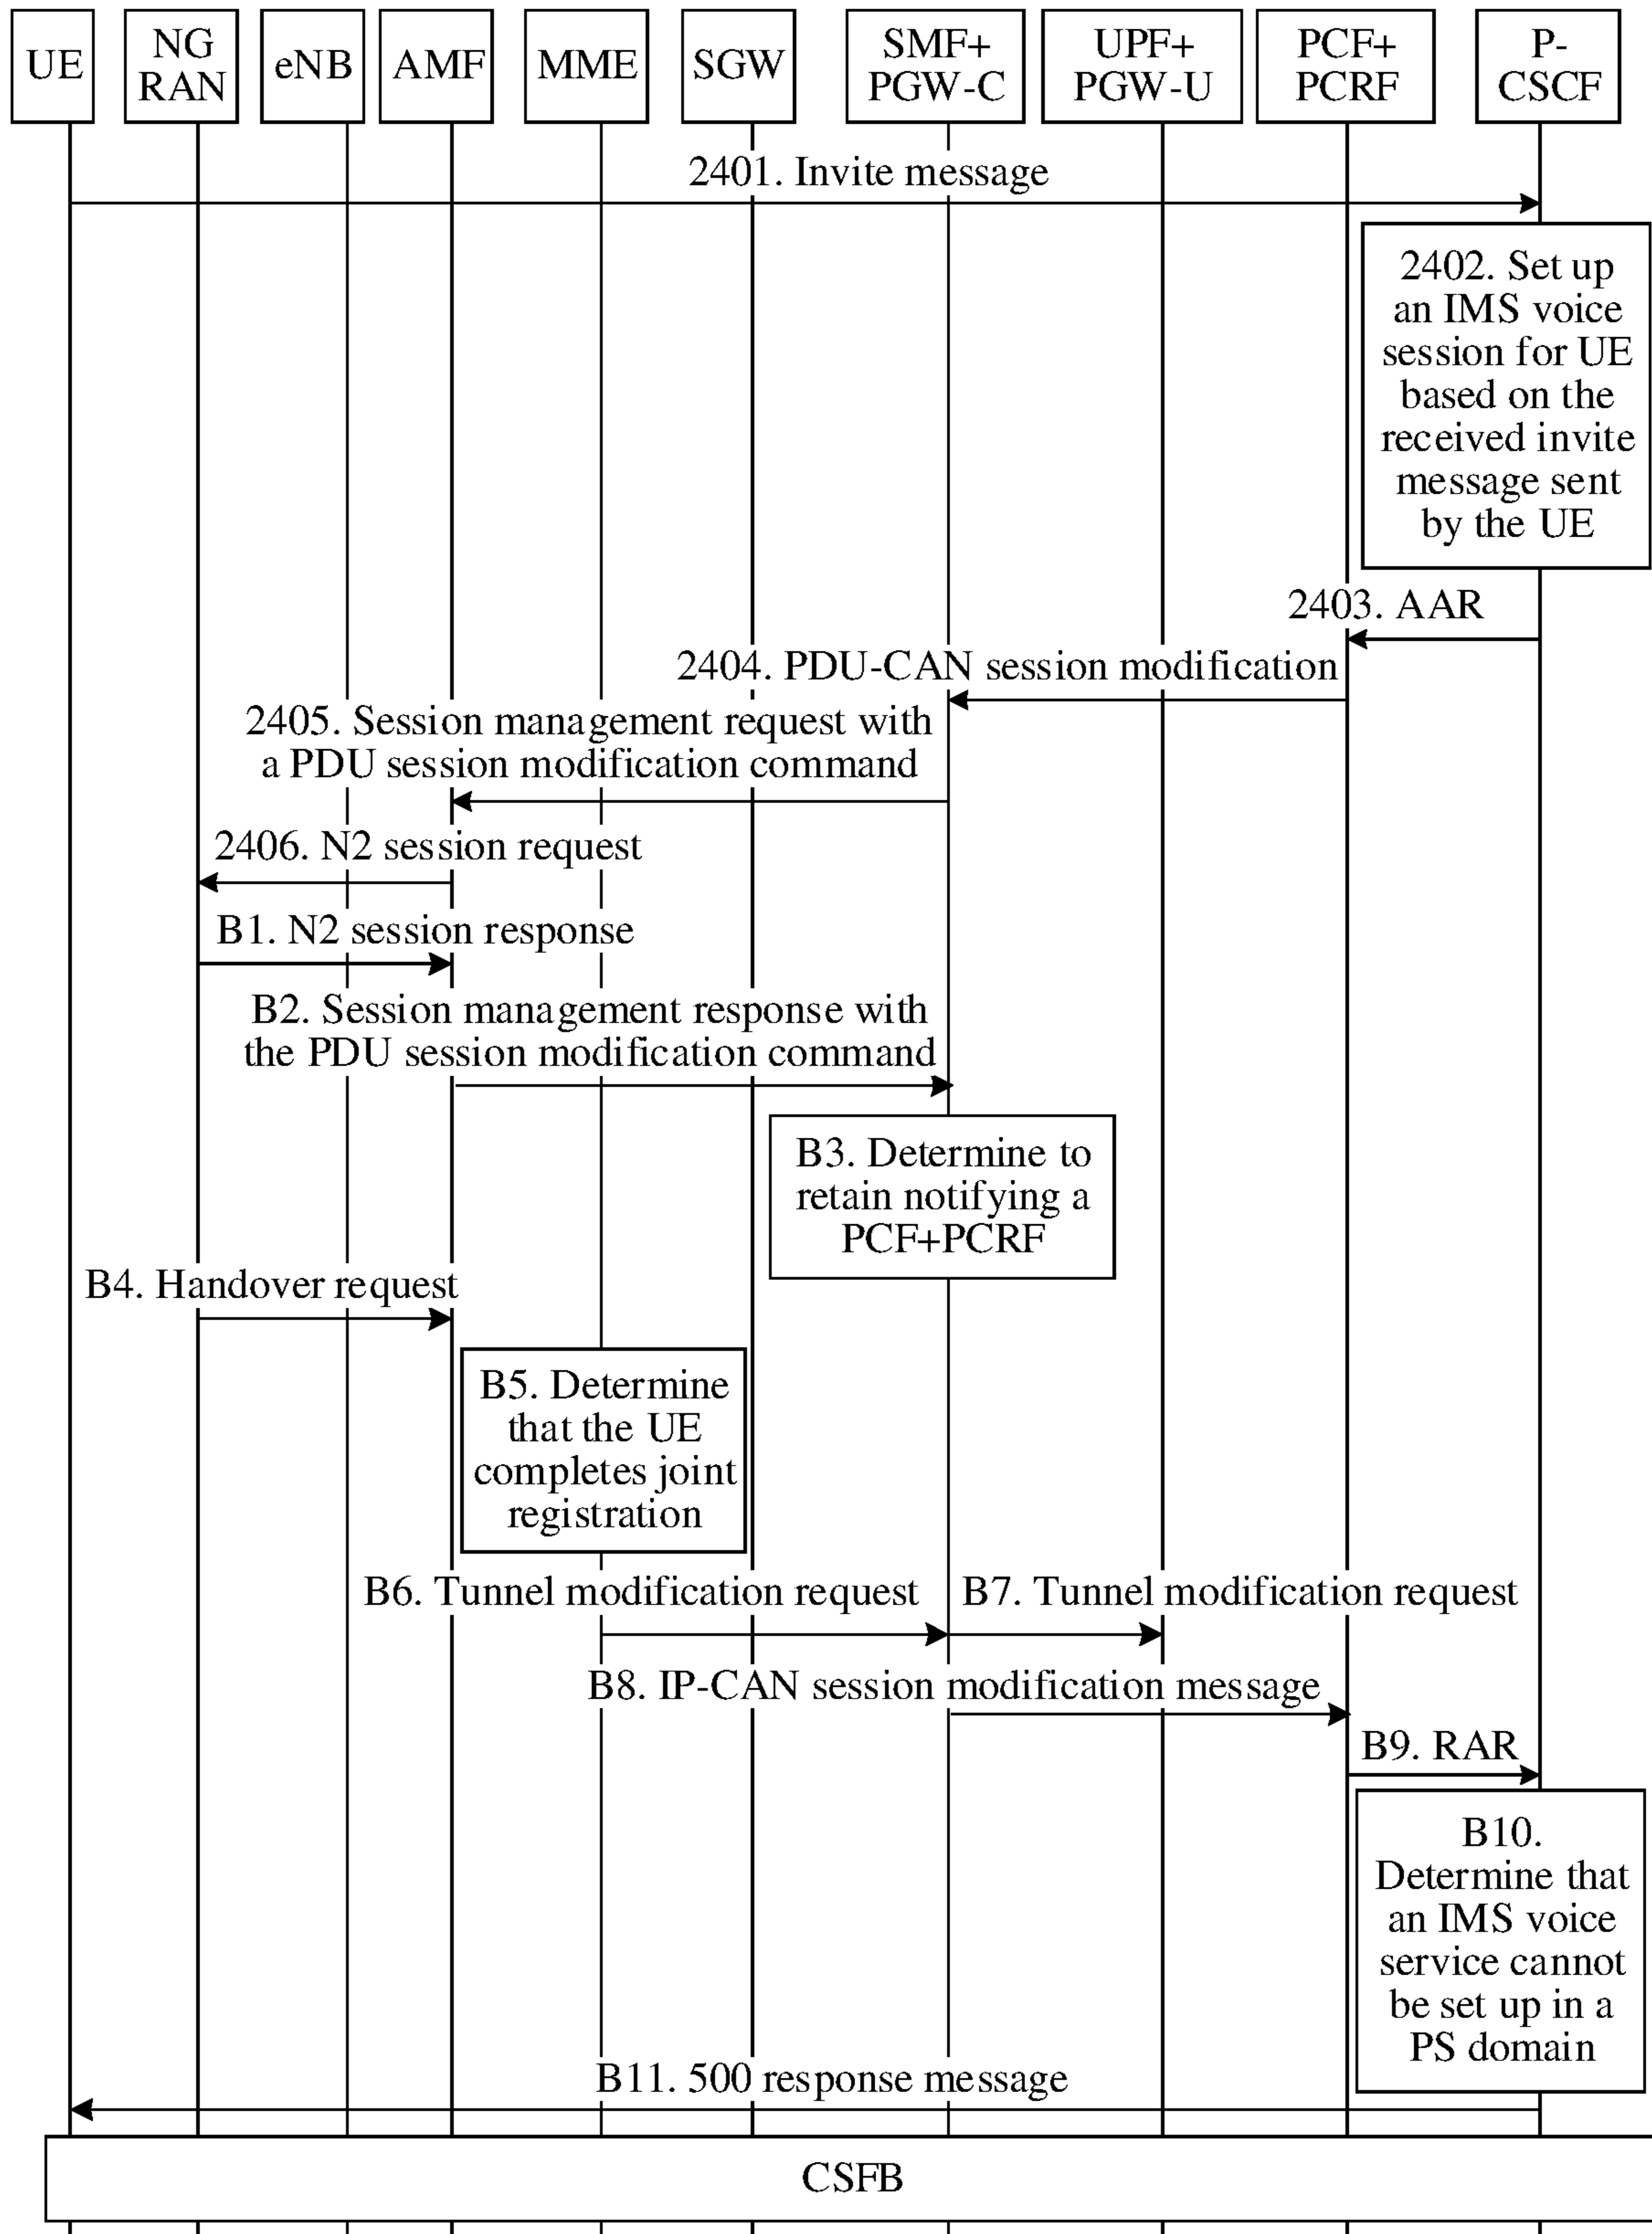 UE
NG
RAN
eNB
AMF
MME
SGW
SMF+
PGW-C
UPF+
PGW-U
PCF+
PCRF
P-
CSCF
2401. Invite message
2402. Set up
an IMS voice
session for UE
based on the
received invite
message sent
by the UE
2403. AAR
2404. PDU-CAN session modification
2405. Session management request with
a PDU session modification command
2406. N2 session request
B1. N2 session response
B2. Session management response with
the PDU session modification command
B3. Determine to
retain notifying a
PCF+PCRF
B4. Handover request
B5. Determine
that the UE
completes joint
registration
B6. Tunnel modification request
B7. Tunnel modification request
B8. IP-CAN session modification message
B9. RAR
B10.
Determine that
an IMS voice
service cannot
be set up in a
PS domain
B11. 500 response message
CSFB